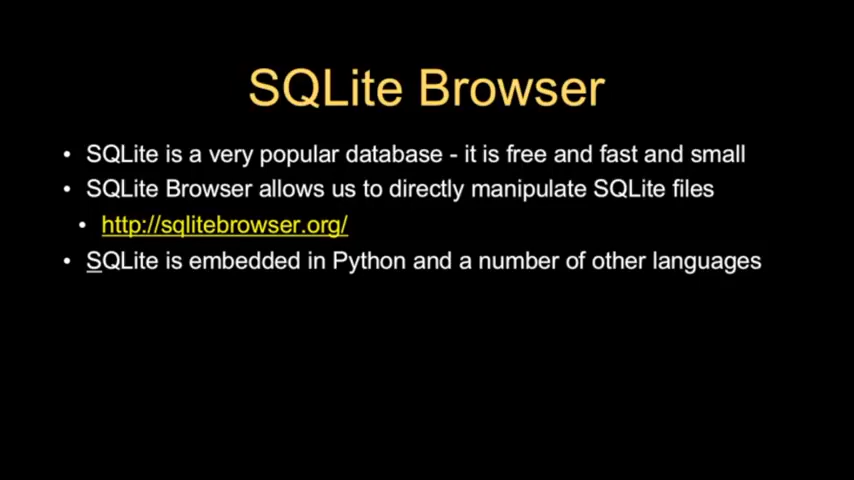 SQLite Browser
• SQLite is a very popular database - it is free and fast and small
• SQLite Browser allows us to directly manipulate SQLite files
• http://sqlitebrowser.org/
• SQLite is embedded in Python and a number of other languages